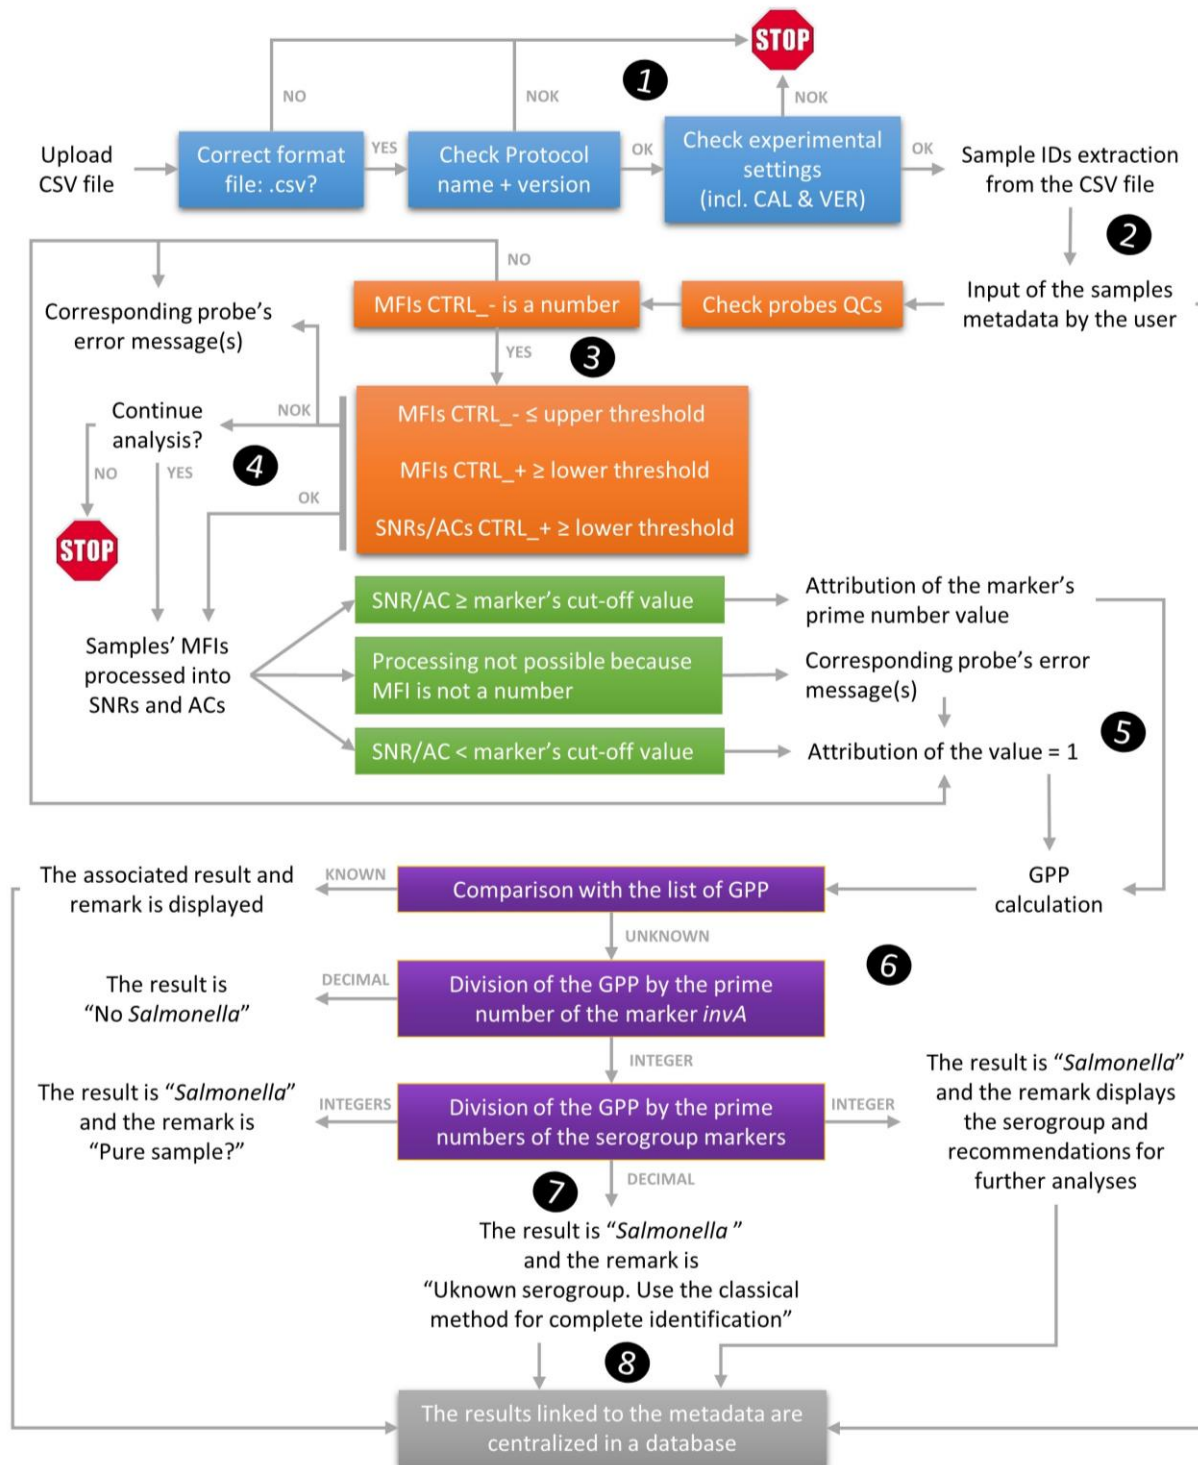 STOP
1
NO
NOK
NOK
Upload
CSV file
Correct format
file: .csv?
YES
Check Protocol
name + version
OK
Check experimental
settings
(incl. CAL & VER)
OK
Sample IDs extraction
from the CSV file
2
NO
Corresponding probe's
error message(s)
MFIs CTRL_- is a number
Check probes QCs
Input of the samples
metadata by the user
YES
3
Continue
analysis?
NOK
MFIs CTRL_- ≤ upper threshold
MFIs CTRL_+ ≥ lower threshold
SNRs/ACs CTRL_+ ≥ lower threshold
4
NO
YES
OK
STOP
Samples' MFIs
processed into
SNRs and ACs
SNR/AC ≥ marker's cut-off value
Attribution of the marker's
prime number value
Processing not possible because
MFI is not a number
Corresponding probe's error
message(s)
SNR/AC < marker's cut-off value
Attribution of the value = 1
5
The associated result and
remark is displayed
KNOWN
Comparison with the list of GPP
GPP
calculation
UNKNOWN
6
The result is
"No Salmonella"
DECIMAL
Division of the GPP by the prime
number of the marker invA
INTEGER
The result is "Salmonella"
and the remark is
"Pure sample?"
INTEGERS
Division of the GPP by the prime
numbers of the serogroup markers
INTEGER
The result is "Salmonella"
and the remark displays
the serogroup and
recommendations for
further analyses
7
DECIMAL
The result is "Salmonella "
and the remark is
"Uknown serogroup. Use the classical
method for complete identification"
8
The results linked to the metadata are
centralized in a database